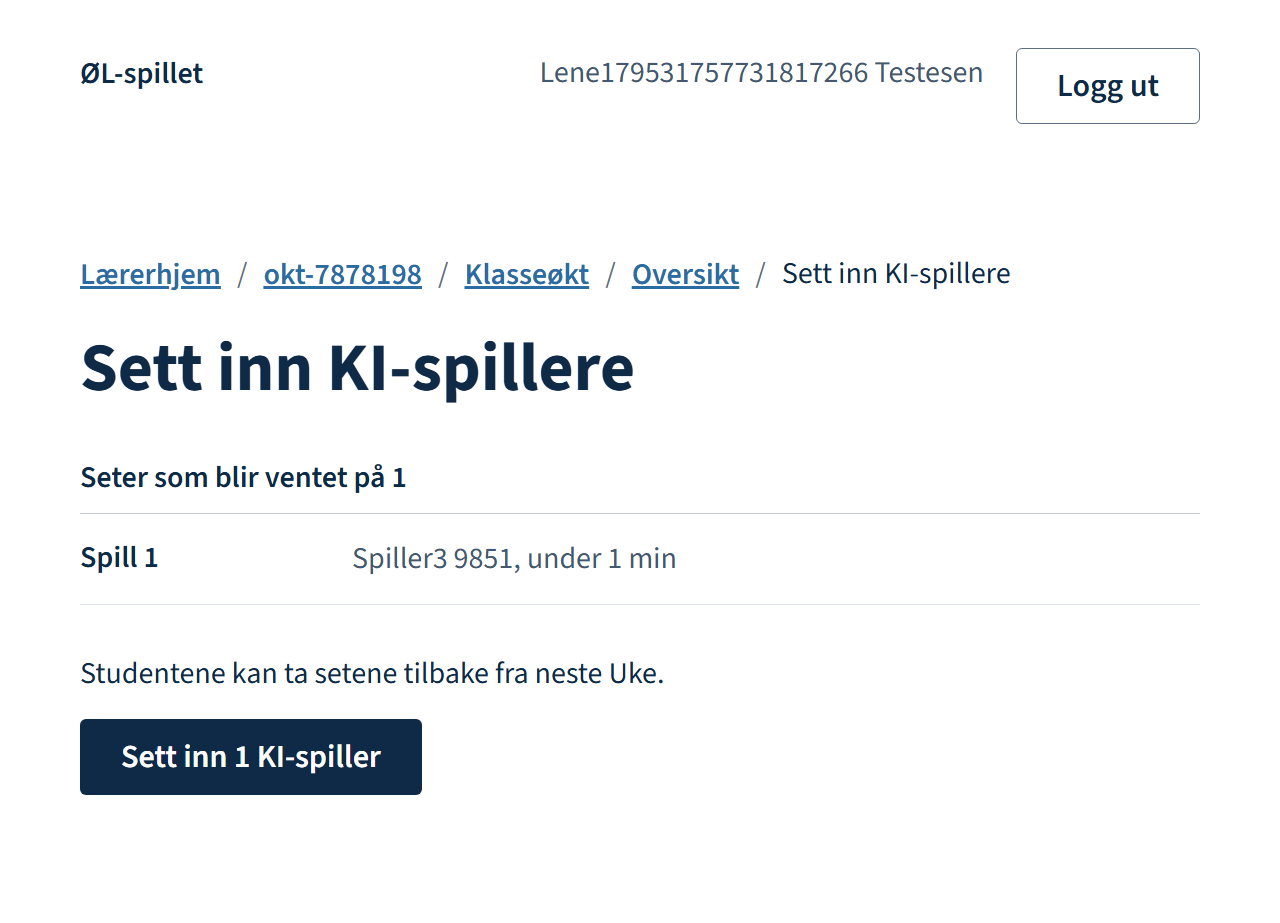 ØL-spillet
Lene179531757731817266 Testesen
Logg ut
Lærerhjem / okt-7878198 / Klasseøkt / Oversikt / Sett inn KI-spillere
Sett inn KI-spillere
Seter som blir ventet på 1
Spill 1
Spiller3 9851, under 1 min
Studentene kan ta setene tilbake fra neste Uke.
Sett inn 1 KI-spiller